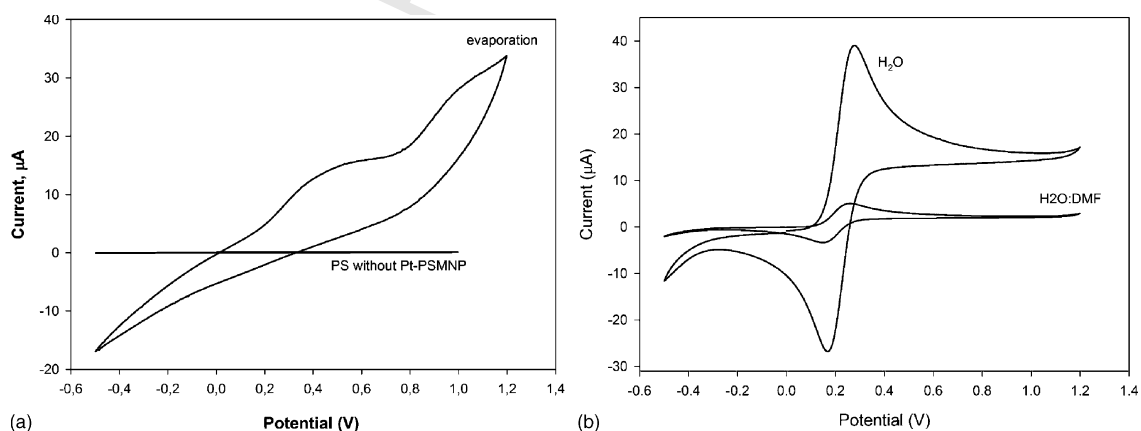 40
30
20
10
0
-10
-20
Current, µA
evaporation
PS without Pt-PSMNP
-0,6 -0,4 -0,2 0,0 0,2 0,4 0,6 0,8 1,0 1,2 1,4
Potential (V)
(a)
40
30
20
10
0
-10
-20
-30
Current (µA)
H₂O
H2O:DMF
-0.6 -0.4 -0.2 0.0 0.2 0.4 0.6 0.8 1.0 1.2 1.4
Potential (V)
(b)